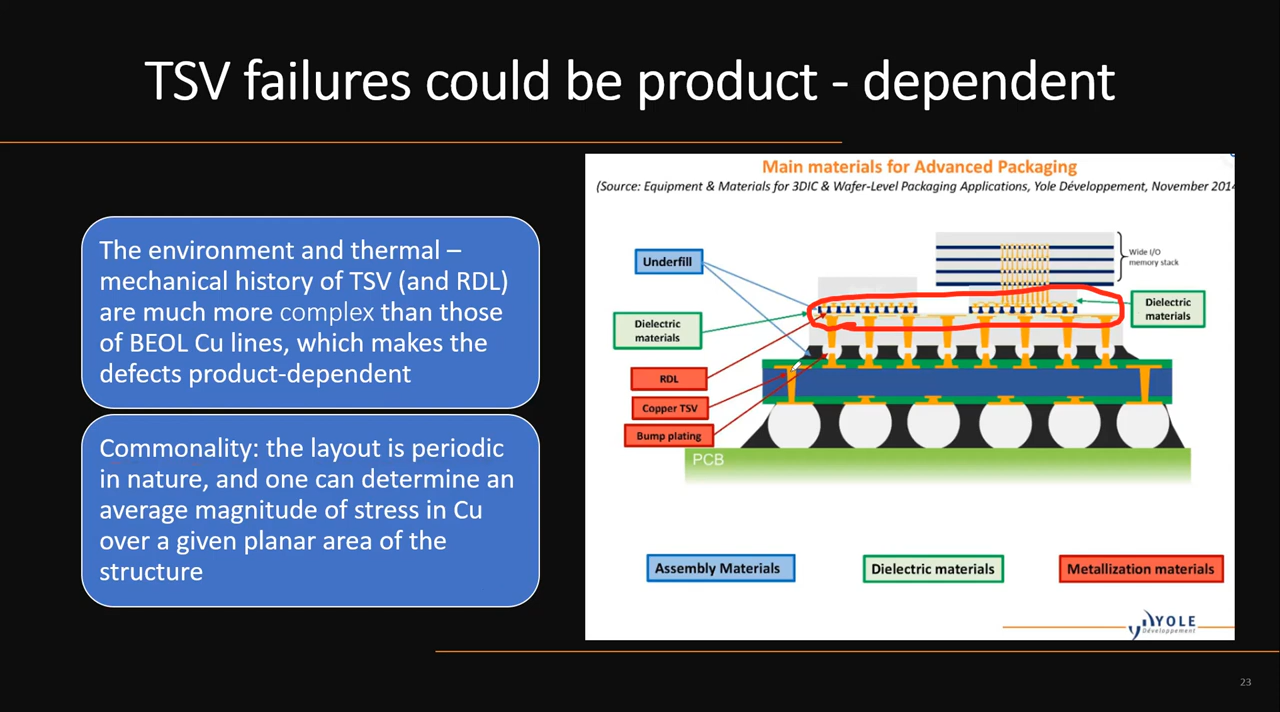 TSV failures could be product - dependent
The environment and thermal –
mechanical history of TSV (and RDL)
are much more complex than those
of BEOL Cu lines, which makes the
defects product-dependent
Commonality: the layout is periodic
in nature, and one can determine an
average magnitude of stress in Cu
over a given planar area of the
structure
Main materials for Advanced Packaging
(Source: Equipment & Materials for 3DIC & Wafer-Level Packaging Applications, Yole Développement, November 2014
Underfill
Wide I/O
memory stack
Dielectric
materials
Dielectric
materials
RDL
Copper TSV
Bump plating
PCB
Assembly Materials
Dielectric materials
Metallization materials
YOLE
Développement
23